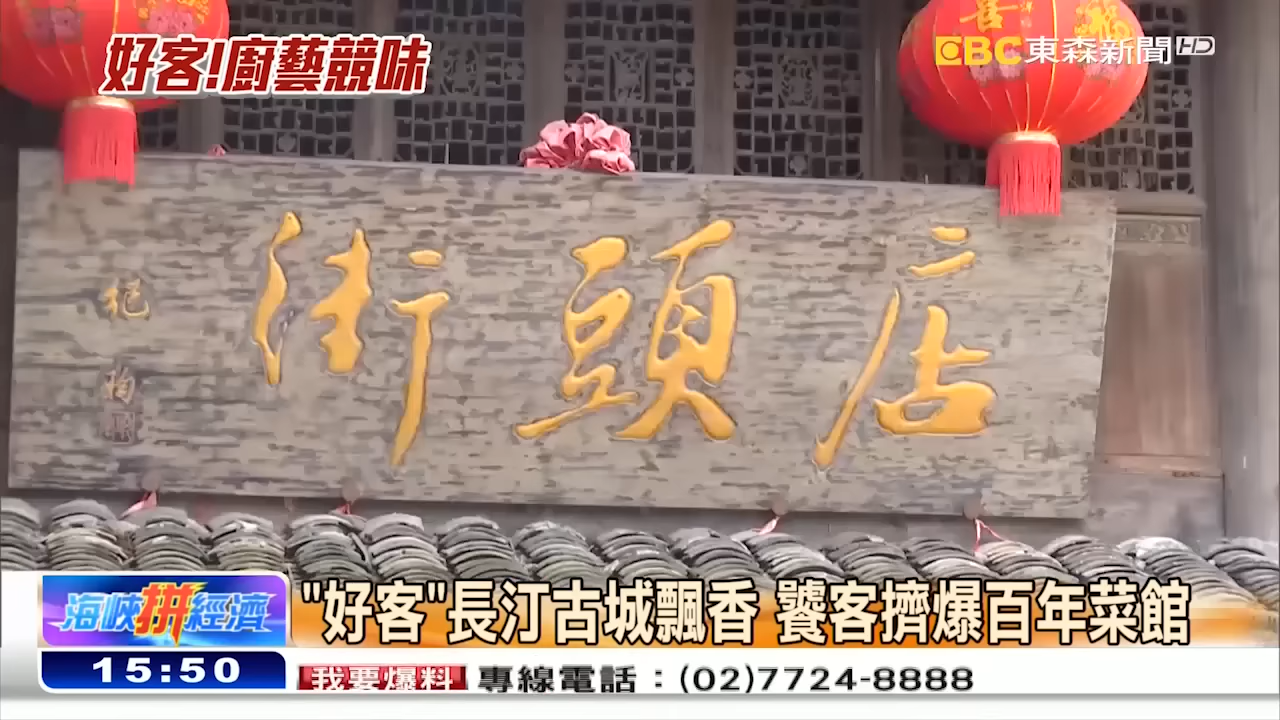 好客!廚藝競味
EBC東森新聞HD
喜
店頭街
海峽拼經濟
"好客"長汀古城飄香 饕客擠爆百年菜館
15:50
我要爆料 專線電話：(02)7724-8888